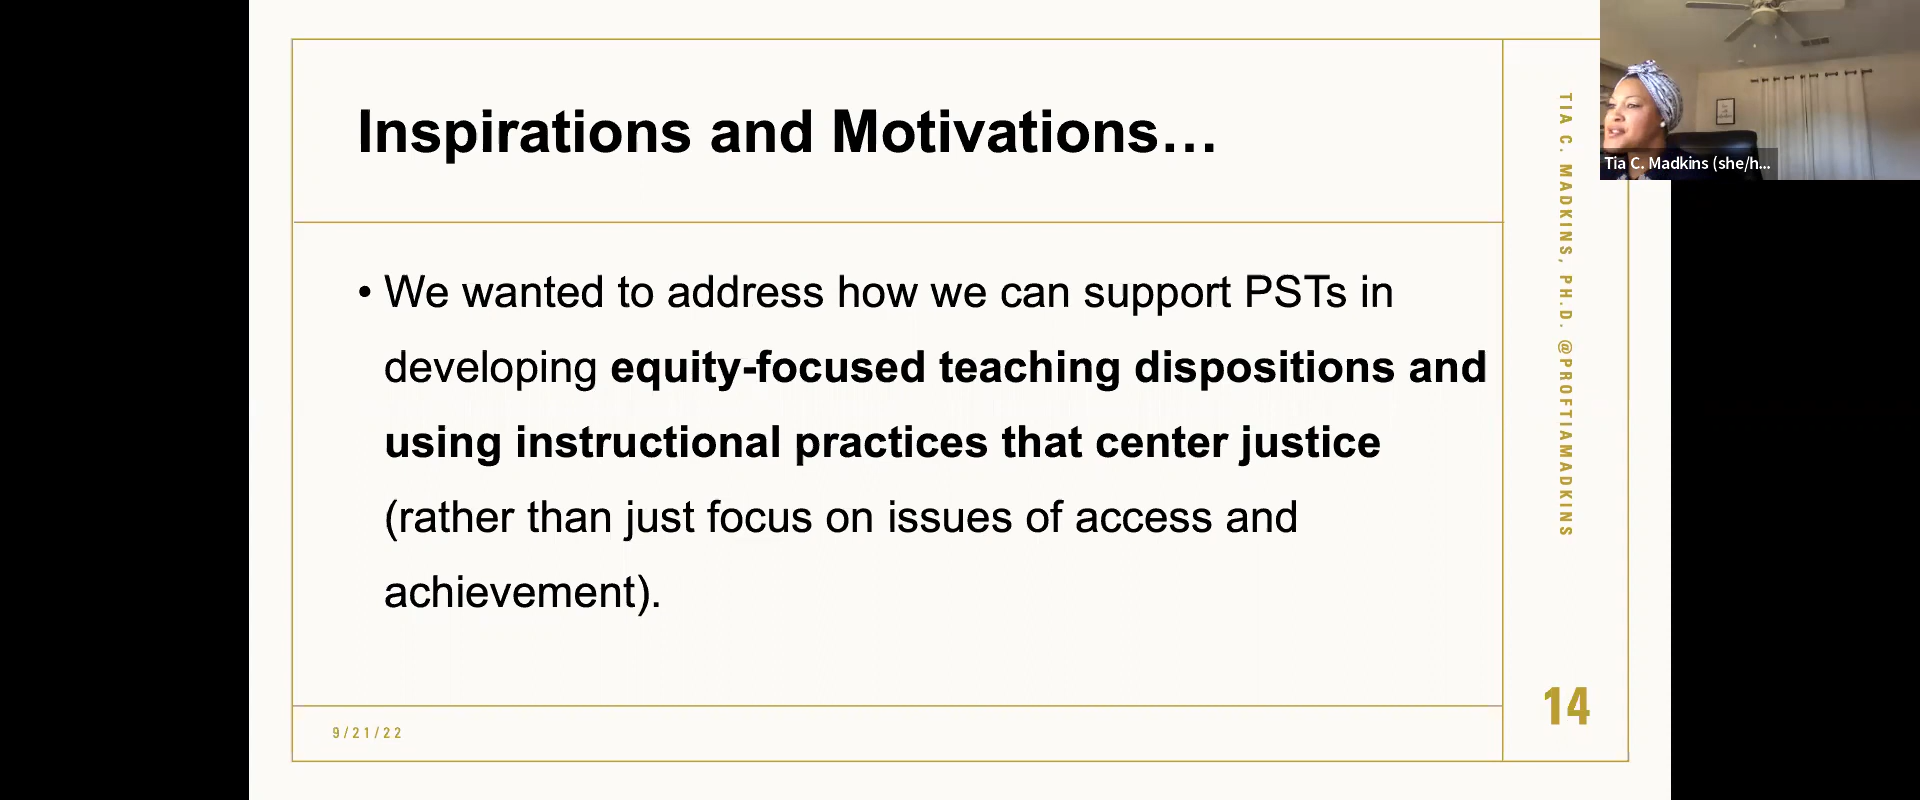 Inspirations and Motivations…
• We wanted to address how we can support PSTs in
developing equity-focused teaching dispositions and
using instructional practices that center justice
(rather than just focus on issues of access and
achievement).
9/21/22
TIA C. MADKINS, PH.D. @PROFTIAMADKINS
14
Tia C. Madkins (she/h...